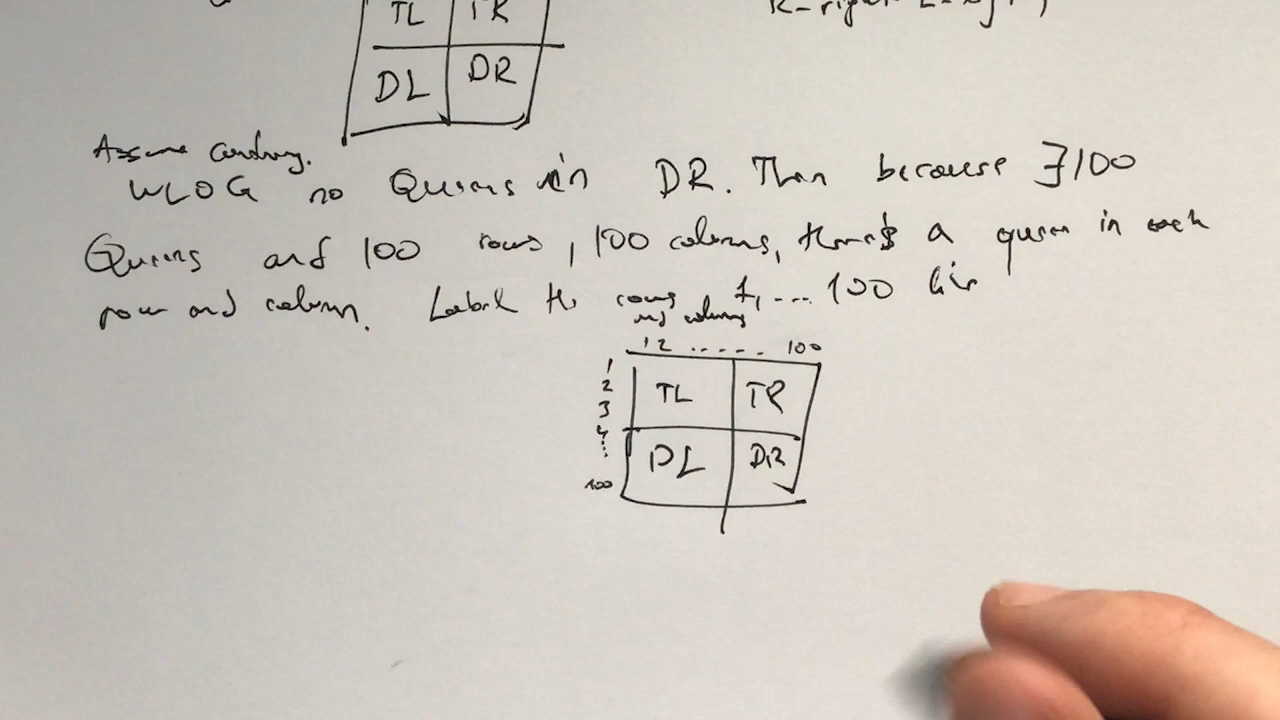 TL TR
DL DR
Assume contrary.
WLOG no Queens in DR. Then because ∃100
Queens and 100 rows, 100 columns, there's a queen in each
row and column. Label the rows 1, .... 100 like
and columns
1 2 ..... 100
1
2 TL TR
3
4
DL DR
100